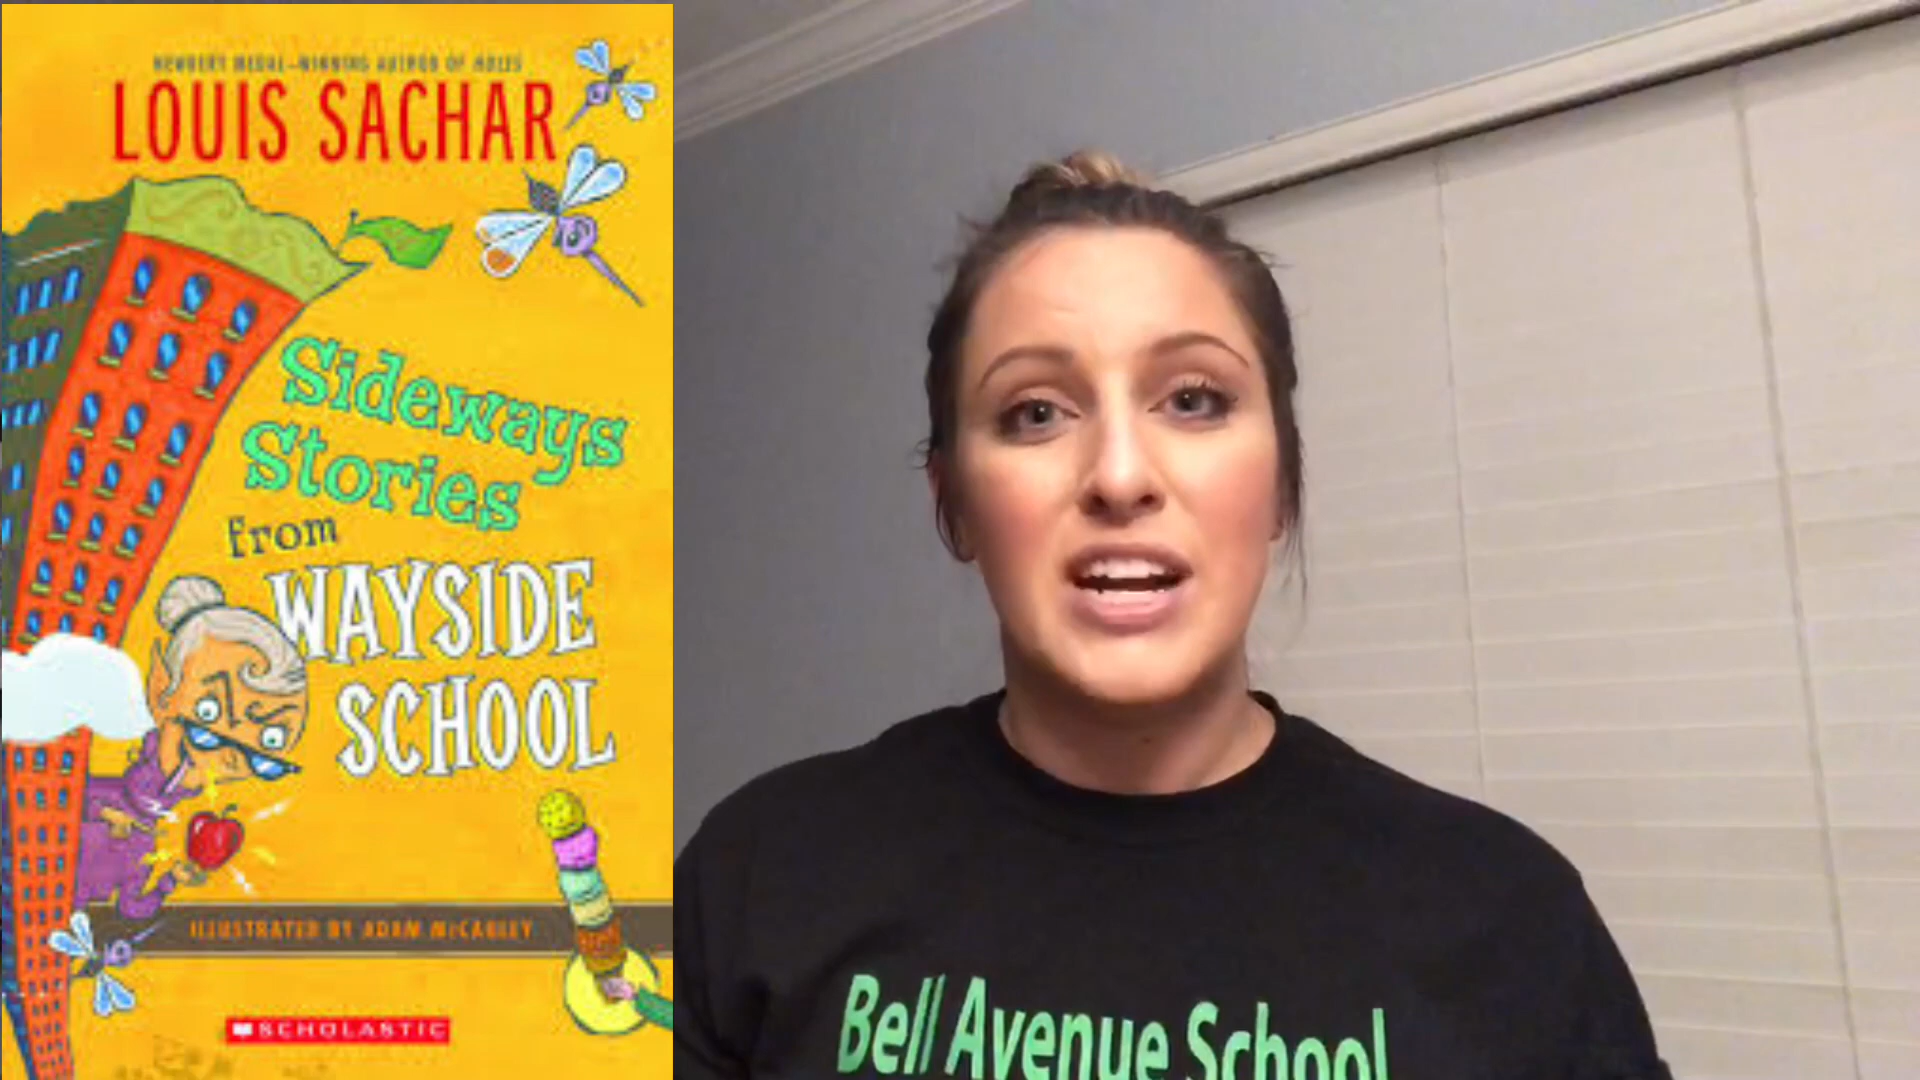 NEWBERY MEDAL-WINNING AUTHOR OF HOLES
LOUIS SACHAR
Sideways
Stories
from
WAYSIDE
SCHOOL
ILLUSTRATED BY ADAM McCAULEY
SCHOLASTIC
Bell Avenue School